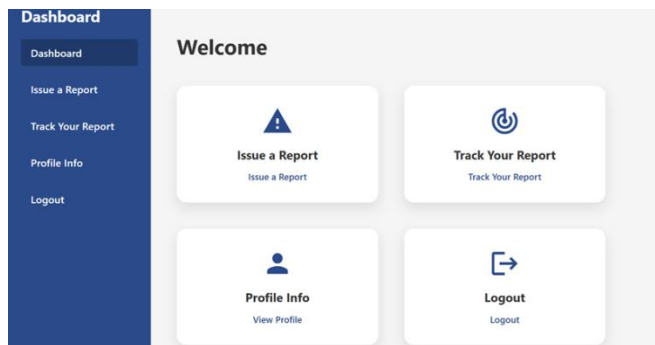 Dashboard
Dashboard
Issue a Report
Track Your Report
Profile Info
Logout
Welcome
Issue a Report
Issue a Report
Track Your Report
Track Your Report
Profile Info
View Profile
Logout
Logout